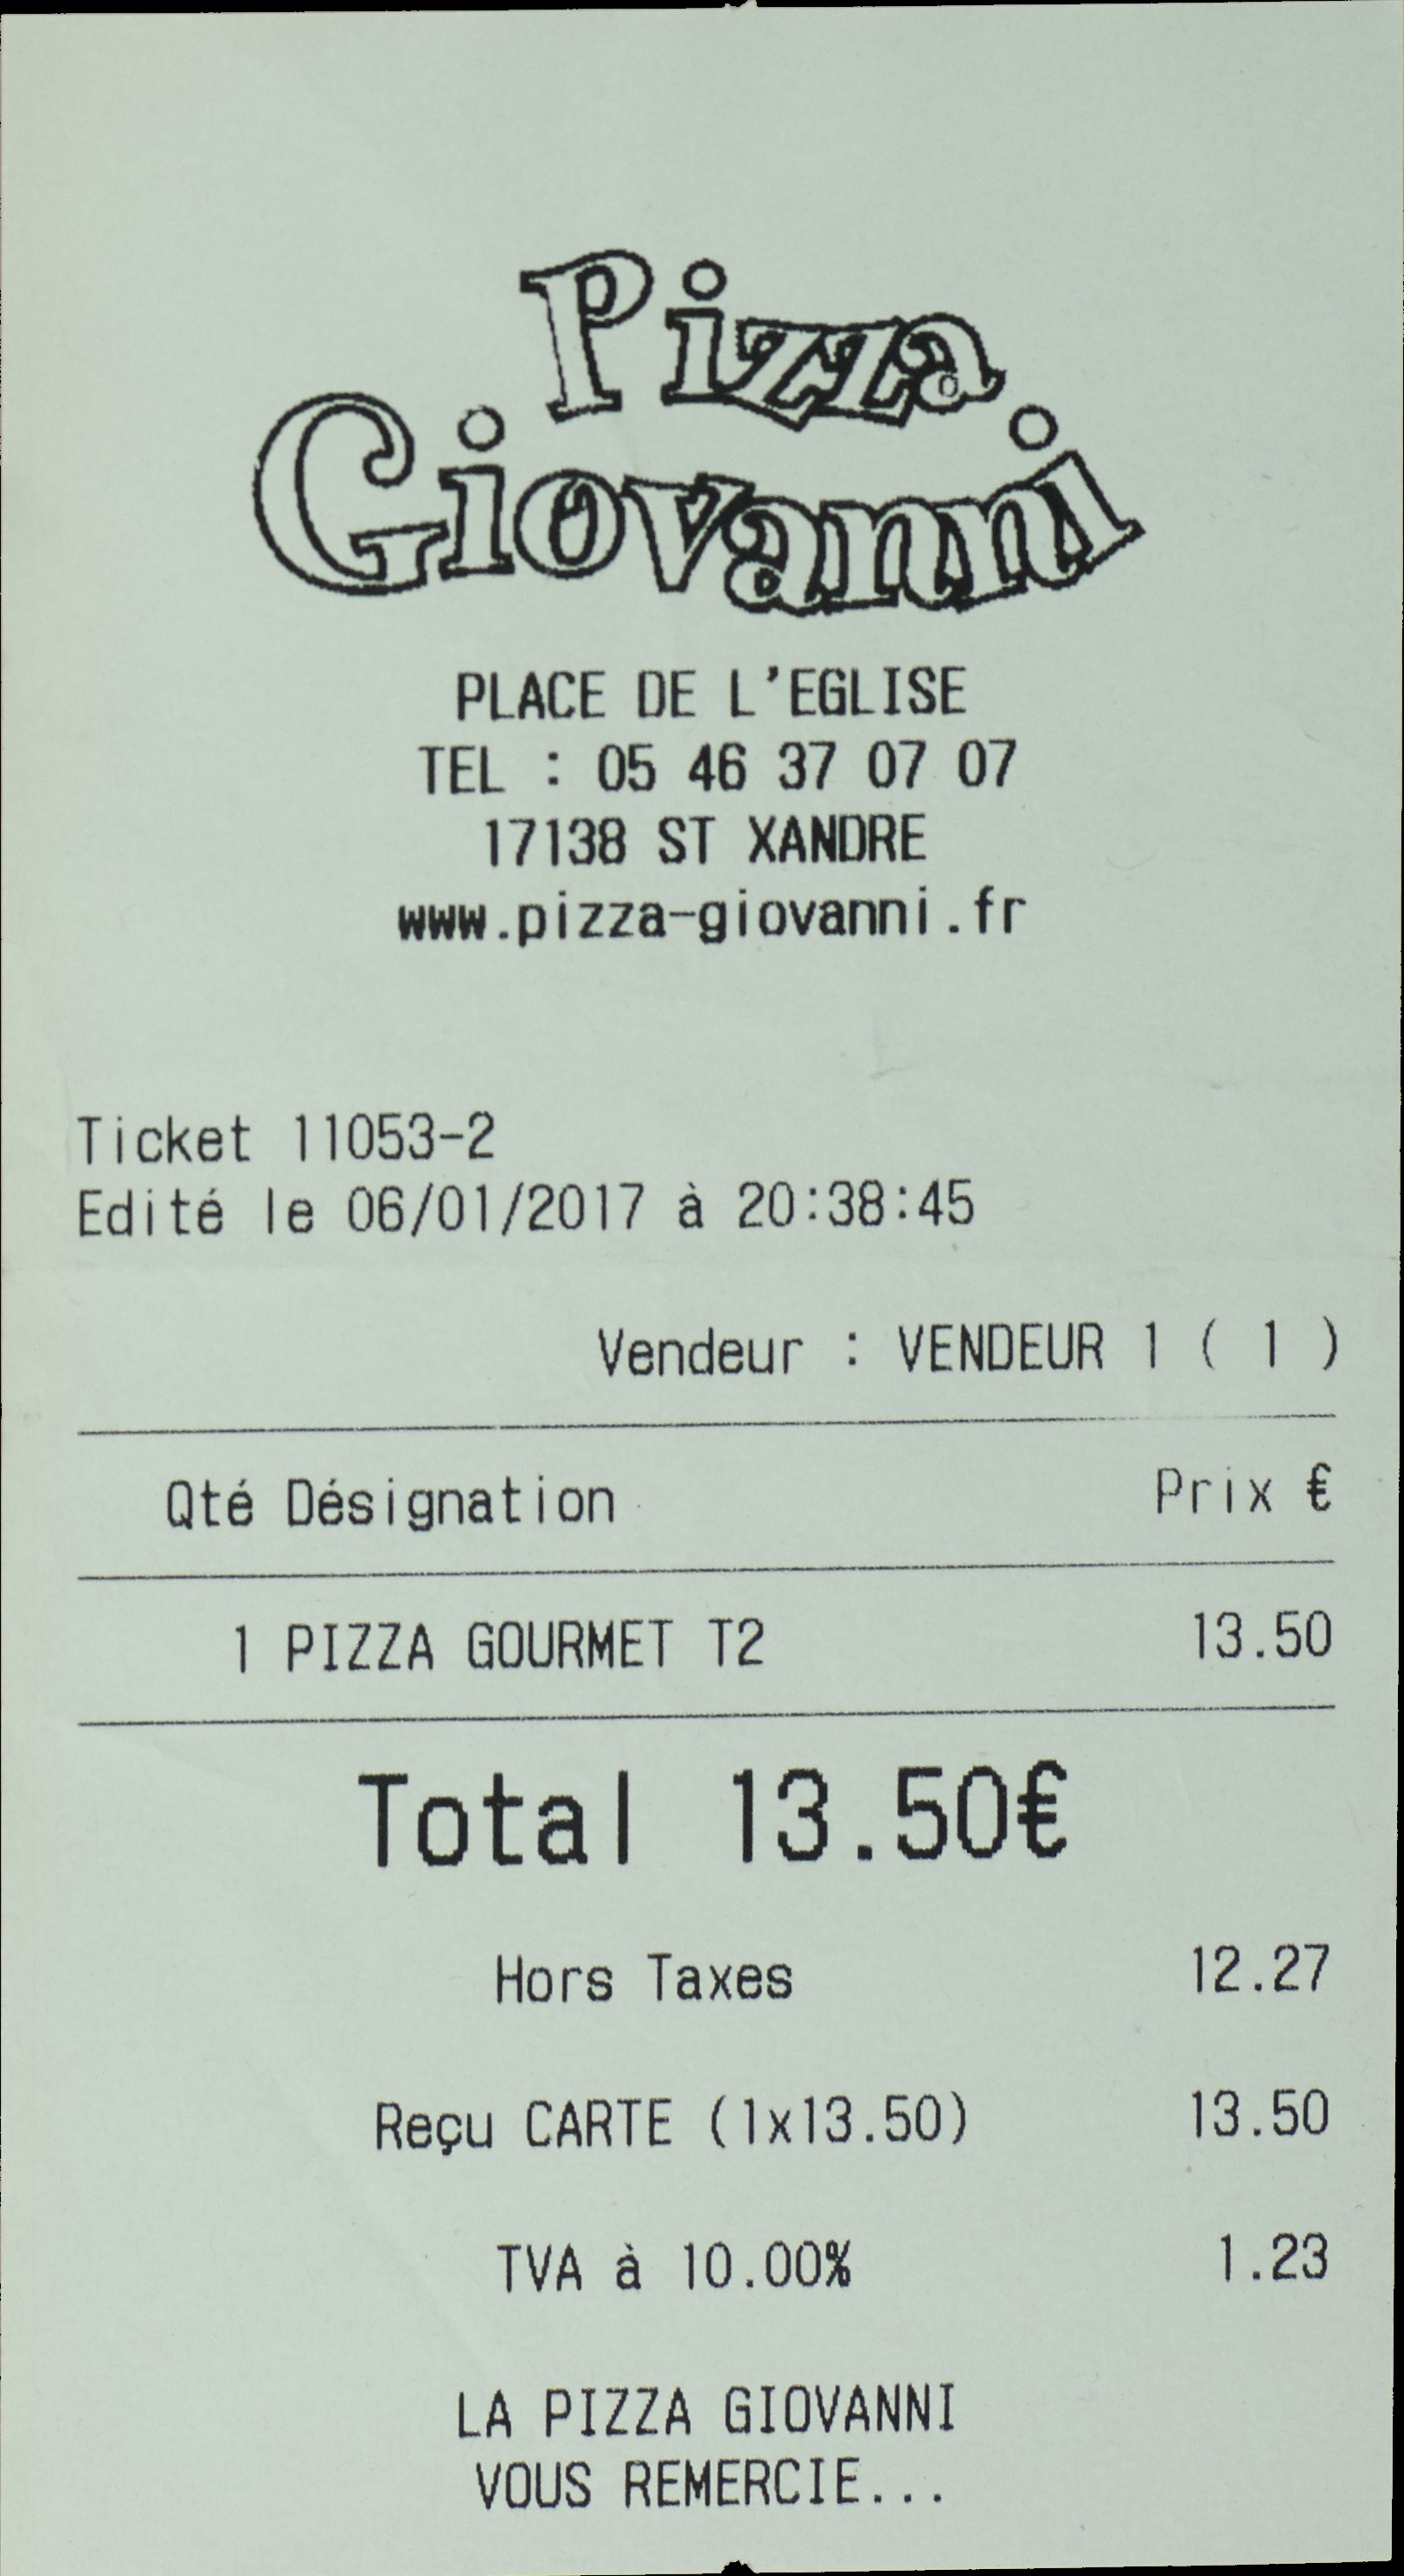 Pizza
Giovanni
PLACE DE L'EGLISE
TEL : 05 46 37 07 07
17138 ST XANDRE
www.pizza-giovanni.fr
Ticket 11053-2
Edité le 06/01/2017 à 20:38:45
Vendeur : VENDEUR 1 ( 1 )
Qté Désignation Prix €
1 PIZZA GOURMET T2 13.50
Total 13.50€
Hors Taxes 12.27
Reçu CARTE (1x13.50) 13.50
TVA à 10.00% 1.23
LA PIZZA GIOVANNI
VOUS REMERCIE...